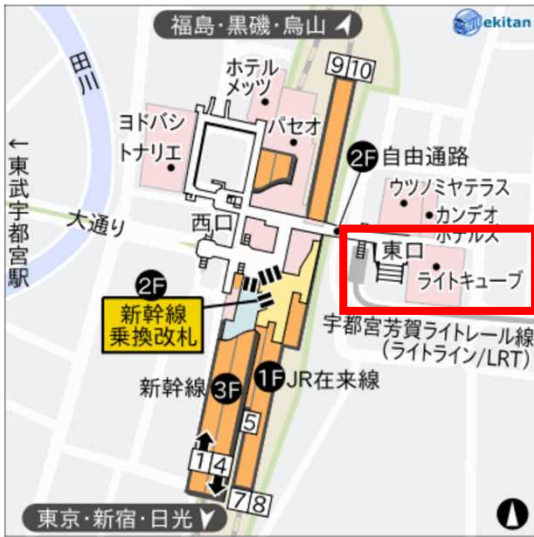 福島・黒磯・烏山
ekitan
田川
ホテル
メッツ
9 10
ヨドバシ
トナリエ
パセオ
2F 自由通路
←東武宇都宮駅
ウツノミヤテラス
カンデオ
ホテルズ
大通り
西口
東口
ライトキューブ
2F
新幹線
乗換改札
宇都宮芳賀ライトレール線
(ライトライン/LRT)
新幹線 3F
1F JR在来線
5
1 4
7 8
東京・新宿・日光